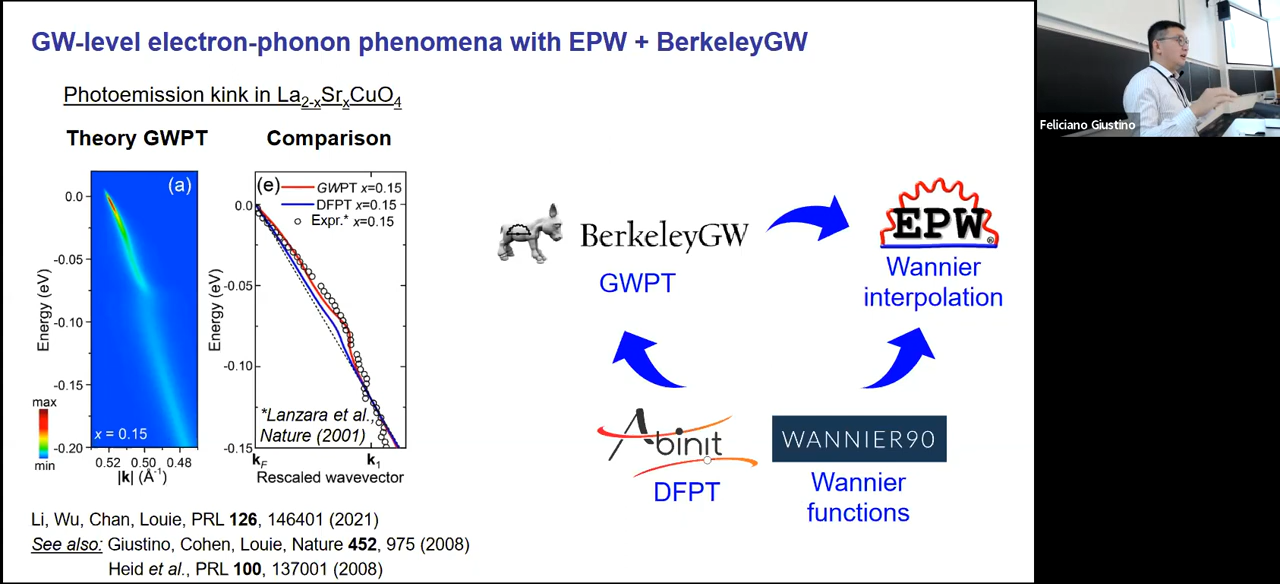 GW-level electron-phonon phenomena with EPW + BerkeleyGW
Photoemission kink in La2-xSrxCuO4
Theory GWPT
Comparison
(a)
Energy (eV)
0.0
-0.05
-0.10
-0.15
-0.20
max
min
x = 0.15
0.52 0.50 0.48
|k| (Å-1)
(e)
GWPT x=0.15
DFPT x=0.15
Expr.* x=0.15
Energy (eV)
0.0
-0.05
-0.10
-0.15
*Lanzara et al.,
Nature (2001)
kF k1
Rescaled wavevector
BerkeleyGW
GWPT
EPW
®
Wannier
interpolation
Abinit
DFPT
WANNIER90
Wannier
functions
Li, Wu, Chan, Louie, PRL 126, 146401 (2021)
See also: Giustino, Cohen, Louie, Nature 452, 975 (2008)
Heid et al., PRL 100, 137001 (2008)
Feliciano Giustino